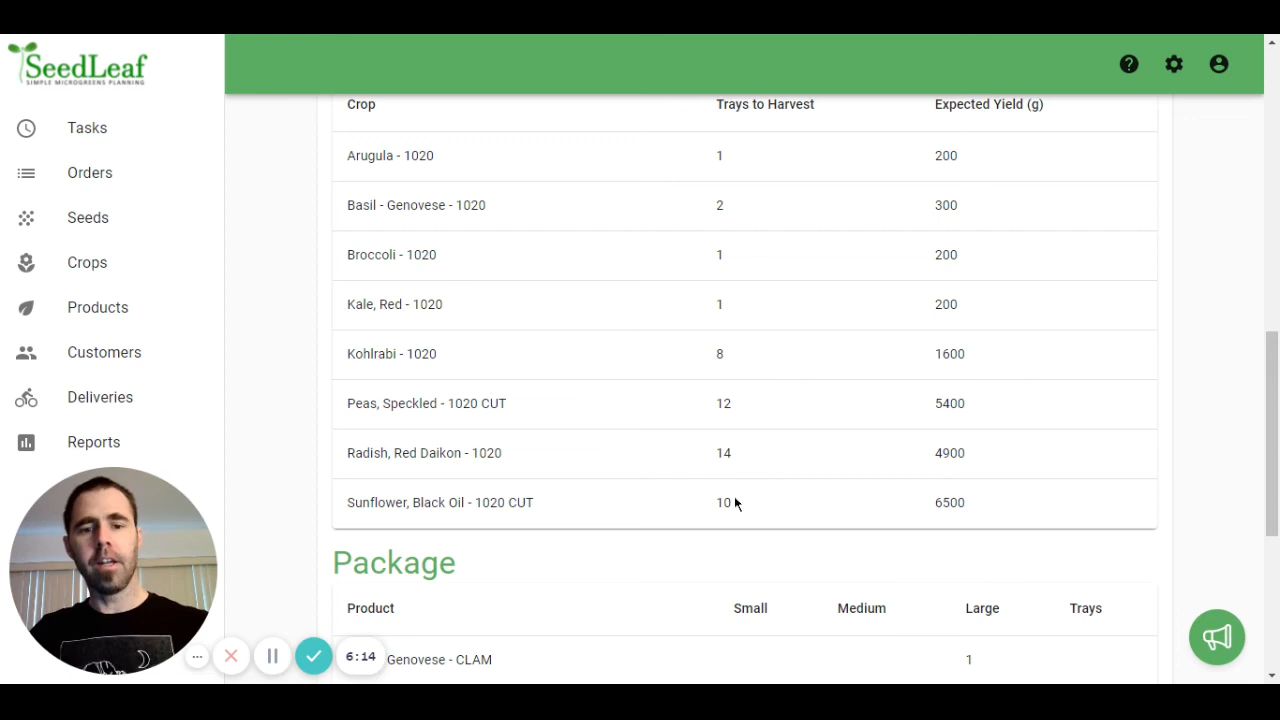 SeedLeaf
SIMPLE MICROGREENS PLANNING
Tasks
Orders
Seeds
Crops
Products
Customers
Deliveries
Reports
Crop Trays to Harvest Expected Yield (g)
Arugula - 1020 1 200
Basil - Genovese - 1020 2 300
Broccoli - 1020 1 200
Kale, Red - 1020 1 200
Kohlrabi - 1020 8 1600
Peas, Speckled - 1020 CUT 12 5400
Radish, Red Daikon - 1020 14 4900
Sunflower, Black Oil - 1020 CUT 10 6500
Package
Product Small Medium Large Trays
Genovese - CLAM 1
6:14